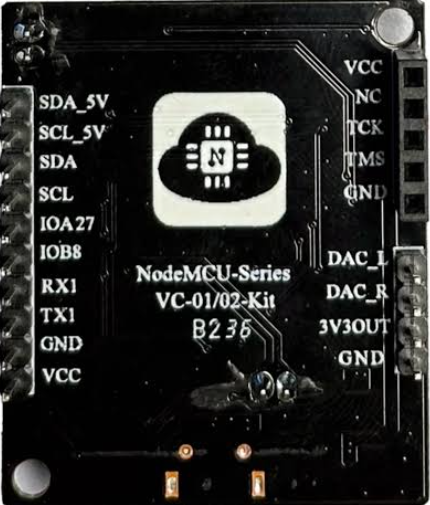 SDA_5V
SCL_5V
SDA
SCL
IOA27
IOB8
RX1
TX1
GND
VCC
N
NodeMCU-Series
VC-01/02-Kit
B236
VCC
NC
TCK
TMS
GND
DAC_L
DAC_R
3V3OUT
GND